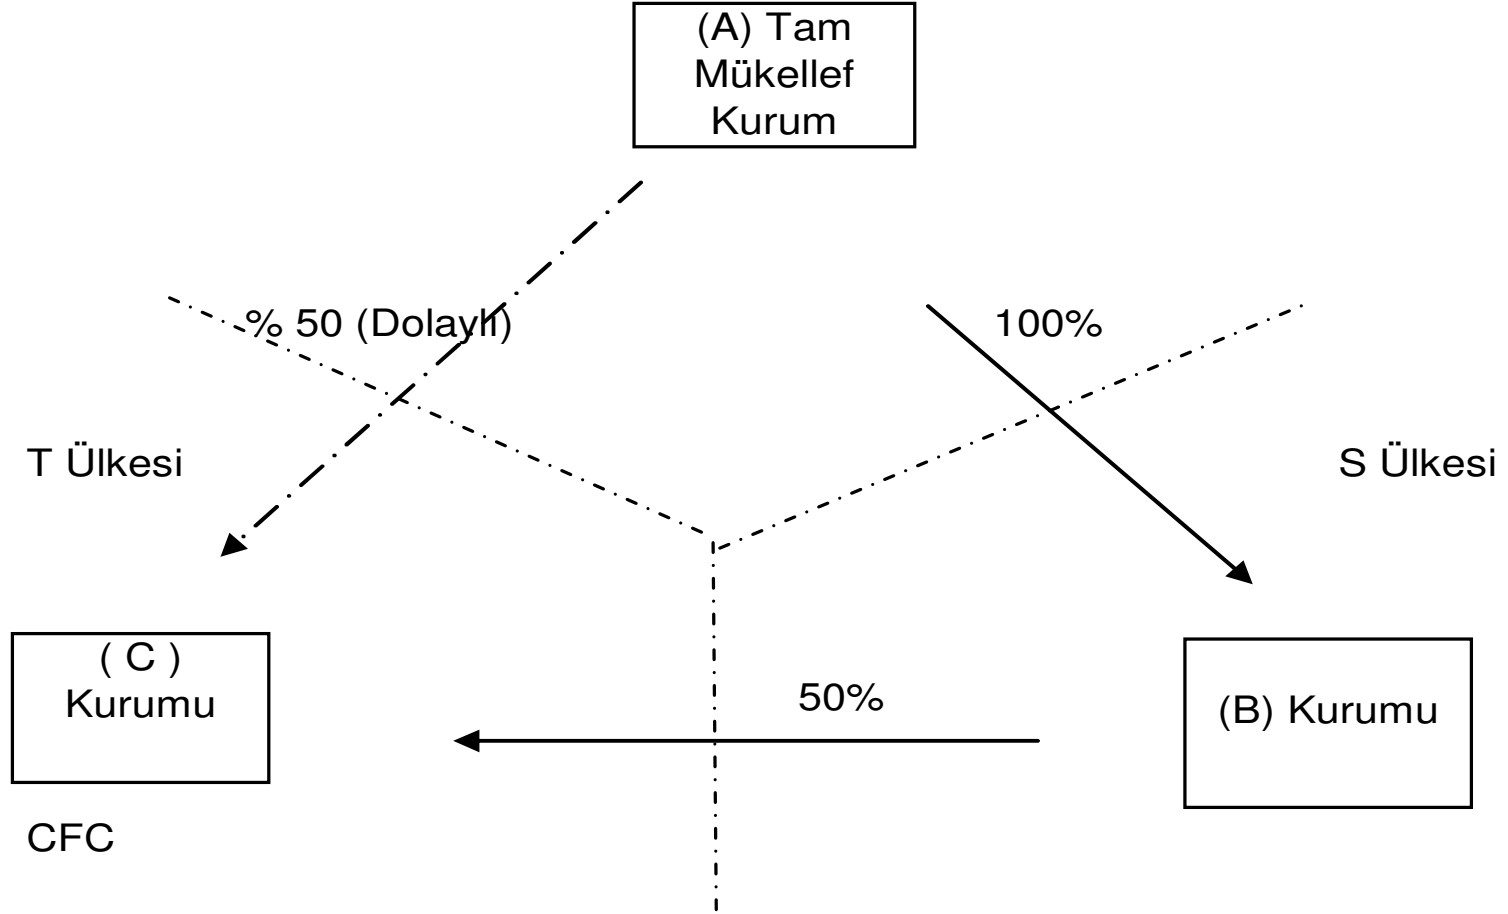 (A) Tam
Mükellef
Kurum
% 50 (Dolaylı)
100%
T Ülkesi
S Ülkesi
( C )
Kurumu
50%
(B) Kurumu
CFC